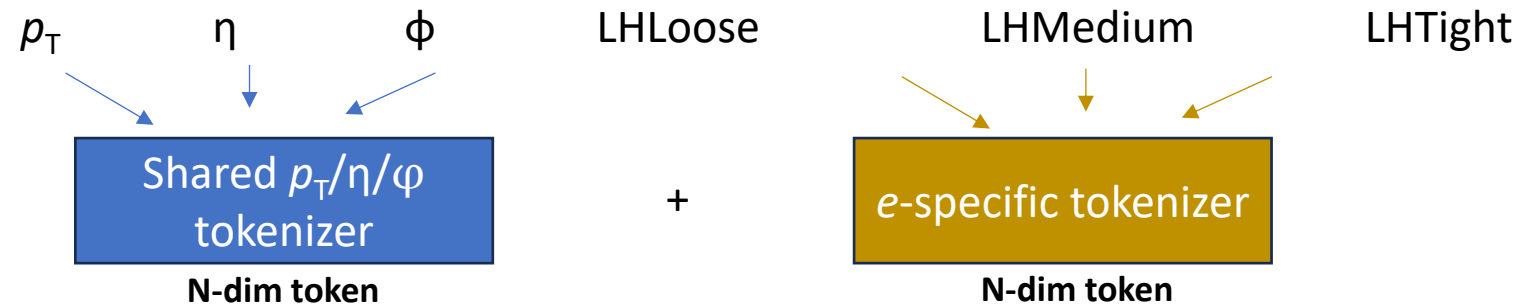 pT η ϕ LHLoose LHMedium LHTight
Shared pT/η/φ
tokenizer
+
e-specific tokenizer
N-dim token
N-dim token